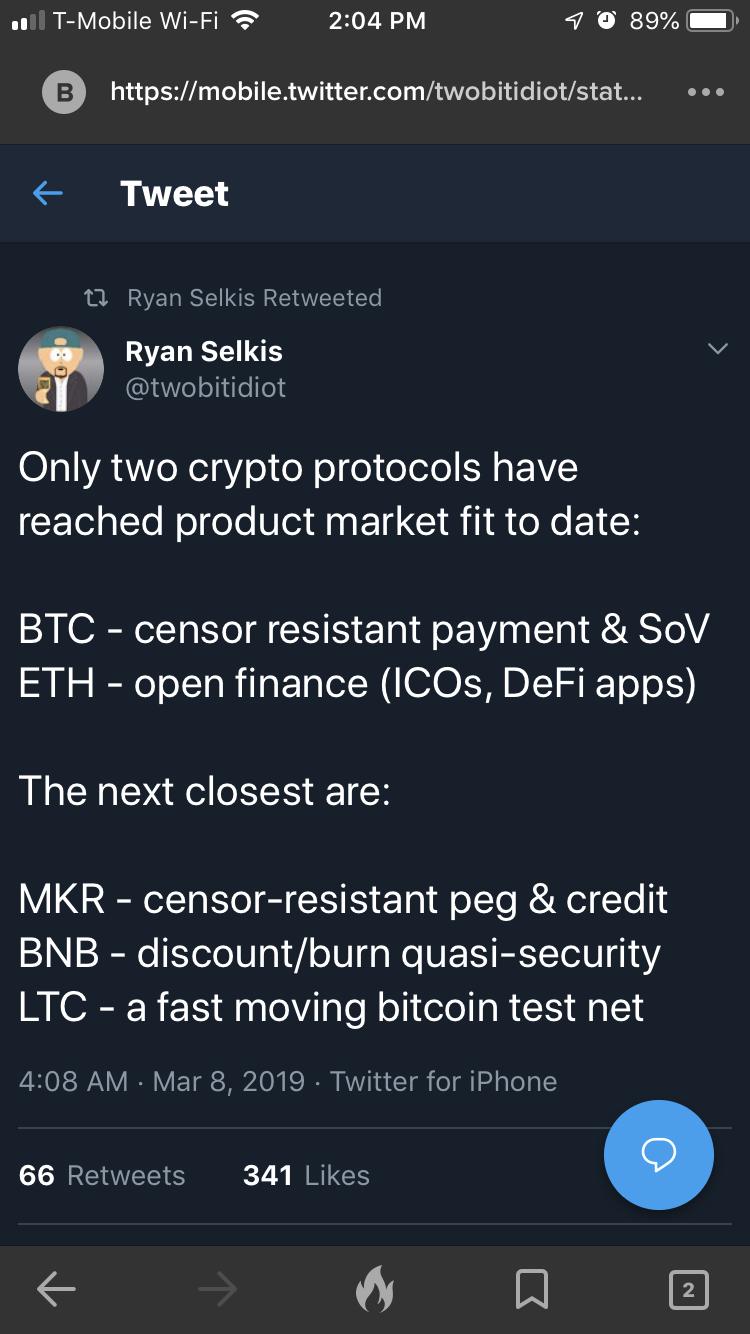 T-Mobile Wi-Fi 2:04 PM 89%
B https://mobile.twitter.com/twobitidiot/stat...
Tweet
Ryan Selkis Retweeted
Ryan Selkis
@twobitidiot
Only two crypto protocols have
reached product market fit to date:
BTC - censor resistant payment & SoV
ETH - open finance (ICOs, DeFi apps)
The next closest are:
MKR - censor-resistant peg & credit
BNB - discount/burn quasi-security
LTC - a fast moving bitcoin test net
4:08 AM · Mar 8, 2019 · Twitter for iPhone
66 Retweets 341 Likes
2